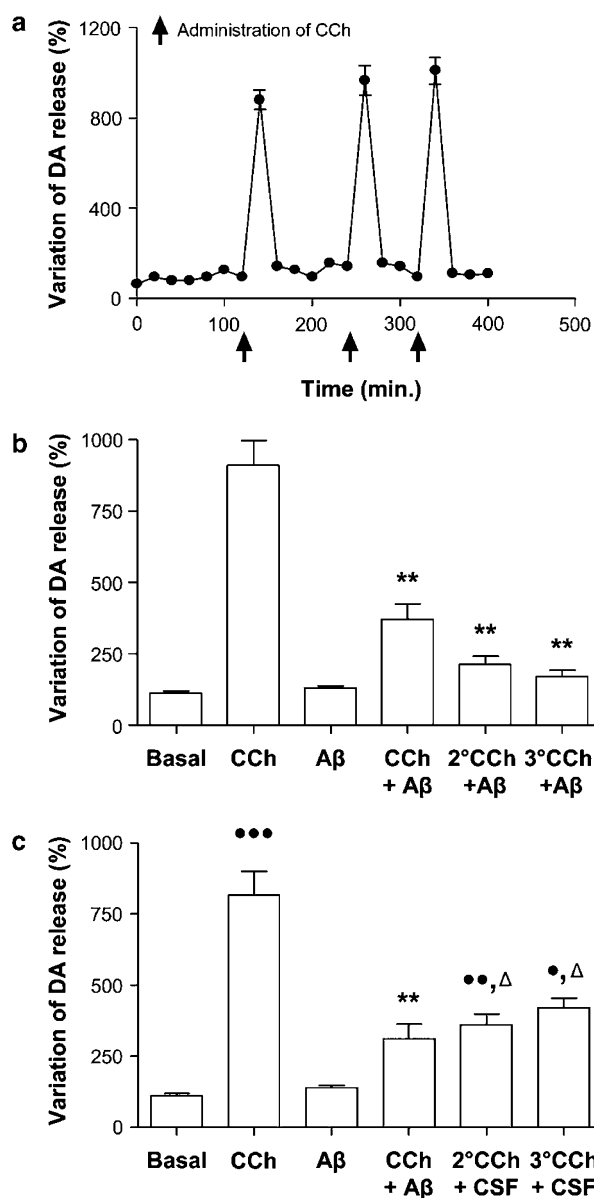 a
Administration of CCh
Variation of DA release (%)
1200
800
400
0
0 100 200 300 400 500
Time (min.)
b
Variation of DA release (%)
1000
750
500
250
0
** ** **
Basal CCh Aβ CCh + Aβ 2°CCh +Aβ 3°CCh +Aβ
c
Variation of DA release (%)
1000
750
500
250
0
●●● ** ●●,Δ ●,Δ
Basal CCh Aβ CCh + Aβ 2°CCh + CSF 3°CCh + CSF